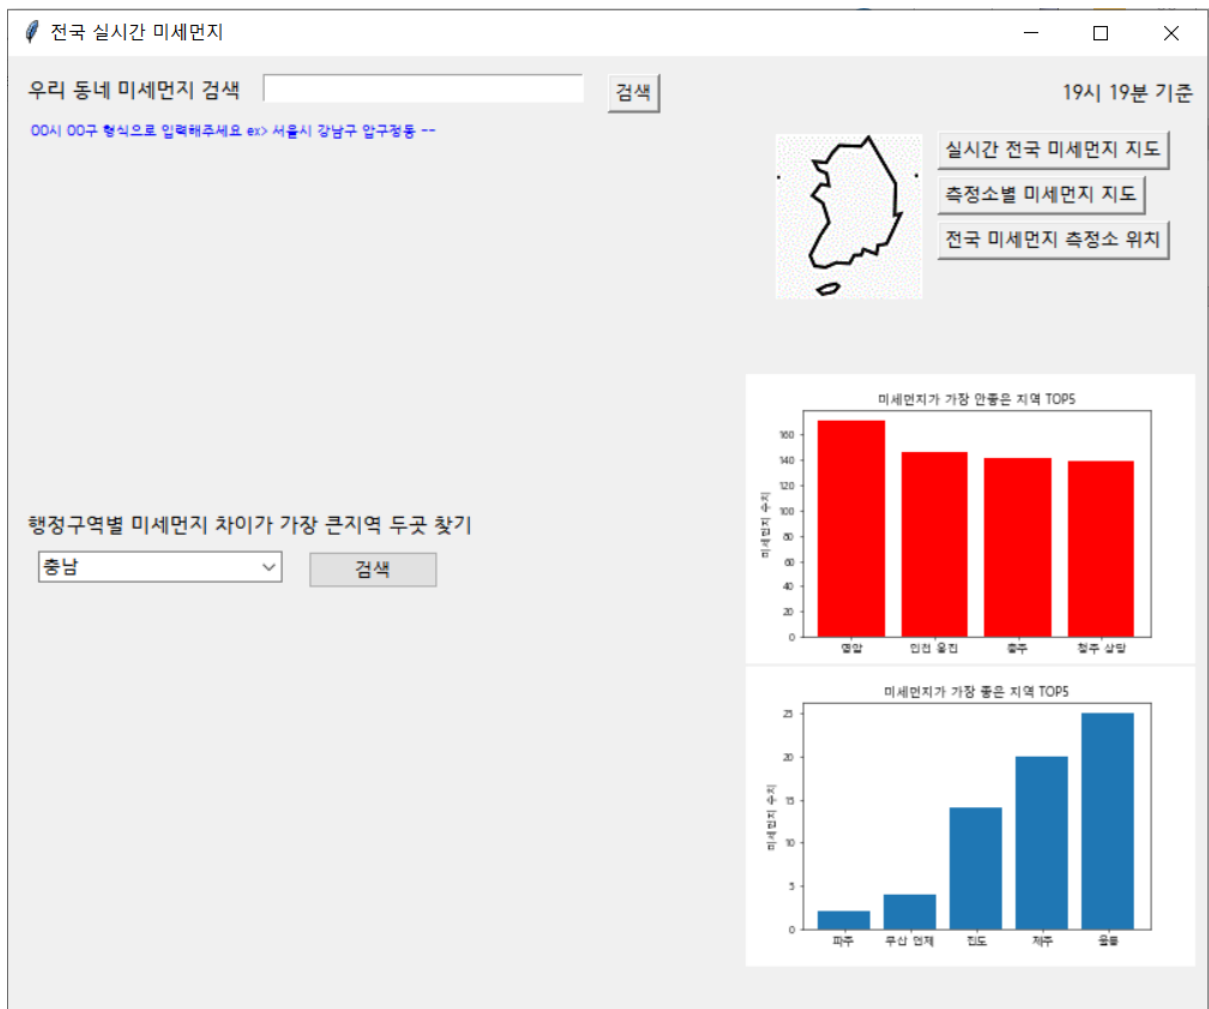 전국 실시간 미세먼지
우리 동네 미세먼지 검색
검색
19시 19분 기준
00시 00구 형식으로 입력해주세요 ex> 서울시 강남구 압구정동 --
실시간 전국 미세먼지 지도
측정소별 미세먼지 지도
전국 미세먼지 측정소 위치
미세먼지가 가장 안좋은 지역 TOP5
미세먼지 수치
160
140
120
100
80
60
40
20
0
영암
인천 옹진
충주
청주 상당
행정구역별 미세먼지 차이가 가장 큰지역 두곳 찾기
충남
검색
미세먼지가 가장 좋은 지역 TOP5
미세먼지 수치
25
20
15
10
5
0
파주
연제
진도
제주
울릉